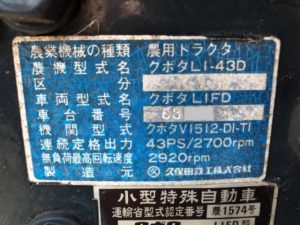 農業機械の種類 農用トラクタ
農機型式名 クボタL1-43D
区分
車両型式名 クボタL1FD
車台番号 53
機関型式 クボタV1512-DI-TI
連続定格出力 43PS/2700rpm
無負荷最高回転速度 2920rpm
製造元 久保田鉄工株式会社
小型特殊自動車
運輸省型式認定番号 農1574号